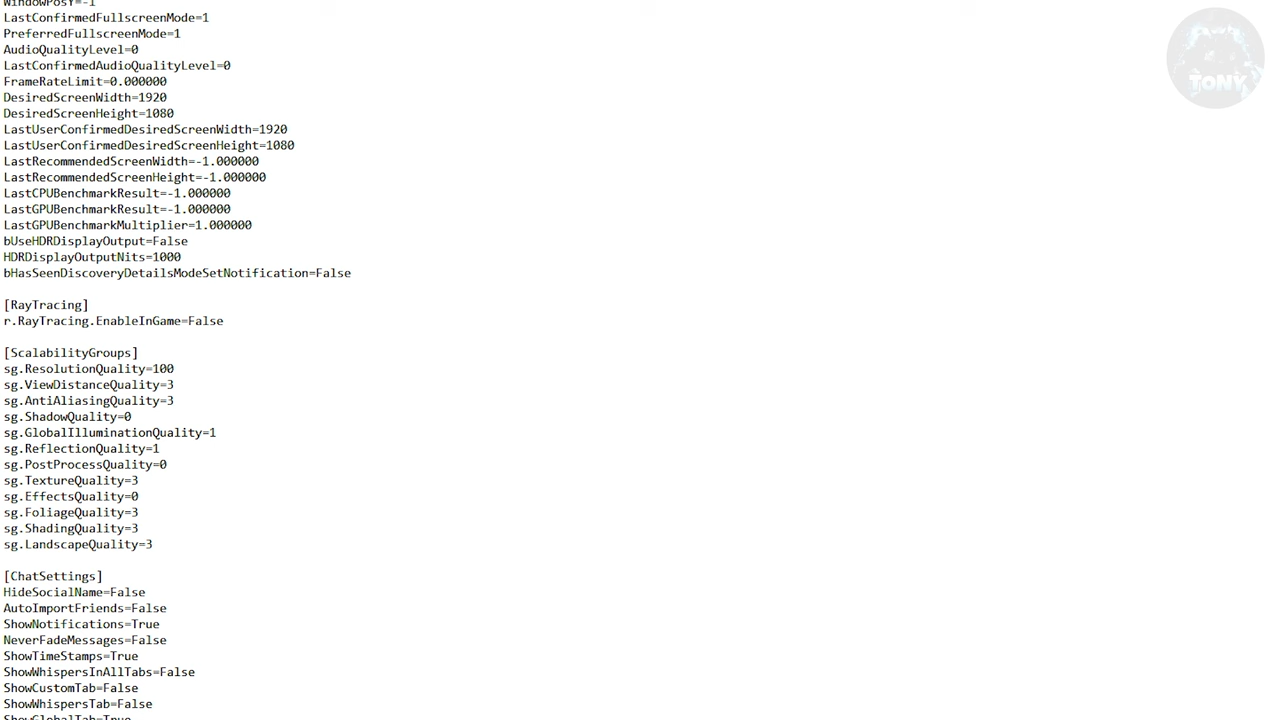 WindowPosY=-1
LastConfirmedFullscreenMode=1
PreferredFullscreenMode=1
AudioQualityLevel=0
LastConfirmedAudioQualityLevel=0
FrameRateLimit=0.000000
DesiredScreenWidth=1920
DesiredScreenHeight=1080
LastUserConfirmedDesiredScreenWidth=1920
LastUserConfirmedDesiredScreenHeight=1080
LastRecommendedScreenWidth=-1.000000
LastRecommendedScreenHeight=-1.000000
LastCPUBenchmarkResult=-1.000000
LastGPUBenchmarkResult=-1.000000
LastGPUBenchmarkMultiplier=1.000000
bUseHDRDisplayOutput=False
HDRDisplayOutputNits=1000
bHasSeenDiscoveryDetailsModeSetNotification=False
[RayTracing]
r.RayTracing.EnableInGame=False
[ScalabilityGroups]
sg.ResolutionQuality=100
sg.ViewDistanceQuality=3
sg.AntiAliasingQuality=3
sg.ShadowQuality=0
sg.GlobalIlluminationQuality=1
sg.ReflectionQuality=1
sg.PostProcessQuality=0
sg.TextureQuality=3
sg.EffectsQuality=0
sg.FoliageQuality=3
sg.ShadingQuality=3
sg.LandscapeQuality=3
[ChatSettings]
HideSocialName=False
AutoImportFriends=False
ShowNotifications=True
NeverFadeMessages=False
ShowTimeStamps=True
ShowWhispersInAllTabs=False
ShowCustomTab=False
ShowWhispersTab=False
ShowGlobalTab=True
TONY